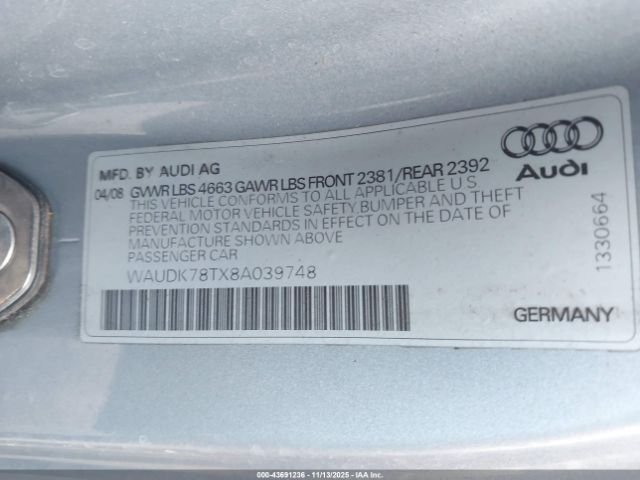 MFD. BY AUDI AG
04/08 GVWR LBS 4663 GAWR LBS FRONT 2381/REAR 2392
THIS VEHICLE CONFORMS TO ALL APPLICABLE U S
FEDERAL MOTOR VEHICLE SAFETY, BUMPER AND THEFT
PREVENTION STANDARDS IN EFFECT ON THE DATE OF
MANUFACTURE SHOWN ABOVE
PASSENGER CAR
WAUDK78TX8A039748
Audi
1330664
GERMANY
000-43691236 - 11/13/2025 - IAAI, Inc.